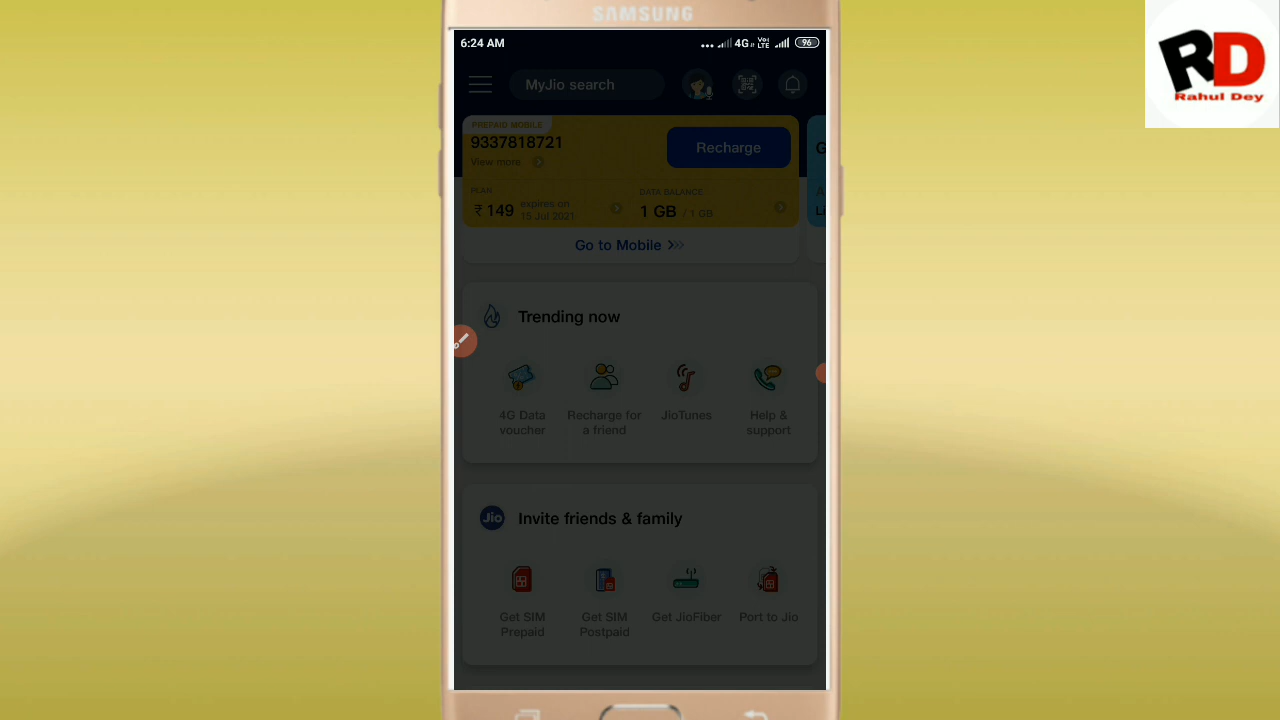 SAMSUNG
RD
Rahul Dey
6:24 AM
4G
Vo)
LTE
96
MyJio search
PREPAID MOBILE
9337818721
View more
Recharge
G
PLAN
₹ 149
expires on
15 Jul 2021
DATA BALANCE
1 GB / 1 GB
A
Li
Go to Mobile
Trending now
4G Data
voucher
Recharge for
a friend
JioTunes
Help &
support
Jio
Invite friends & family
Get SIM
Prepaid
Get SIM
Postpaid
Get JioFiber
Port to Jio